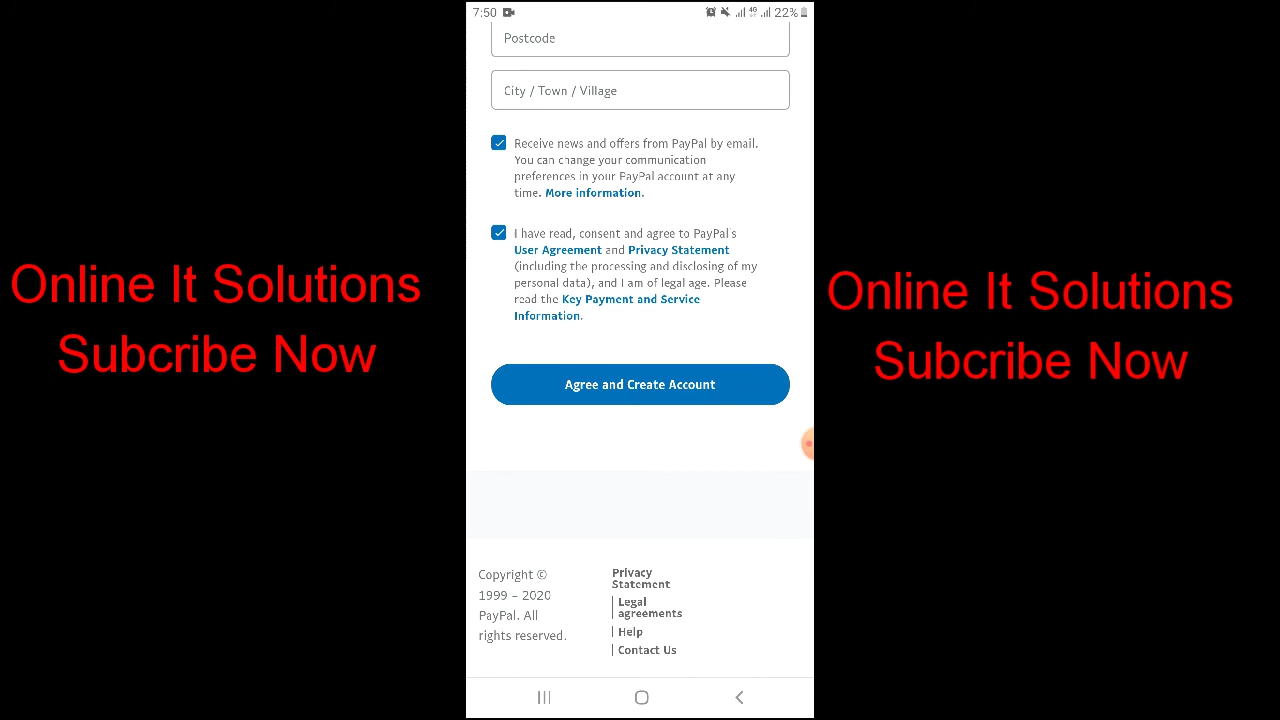 7:50
4G
22%
Postcode
City / Town / Village
Receive news and offers from PayPal by email.
You can change your communication
preferences in your PayPal account at any
time. More information.
I have read, consent and agree to PayPal's
User Agreement and Privacy Statement
(including the processing and disclosing of my
personal data), and I am of legal age. Please
read the Key Payment and Service
Information.
Agree and Create Account
Copyright ©
1999 – 2020
PayPal. All
rights reserved.
Privacy
Statement
Legal
agreements
Help
Contact Us
Online It Solutions
Subcribe Now
Online It Solutions
Subcribe Now